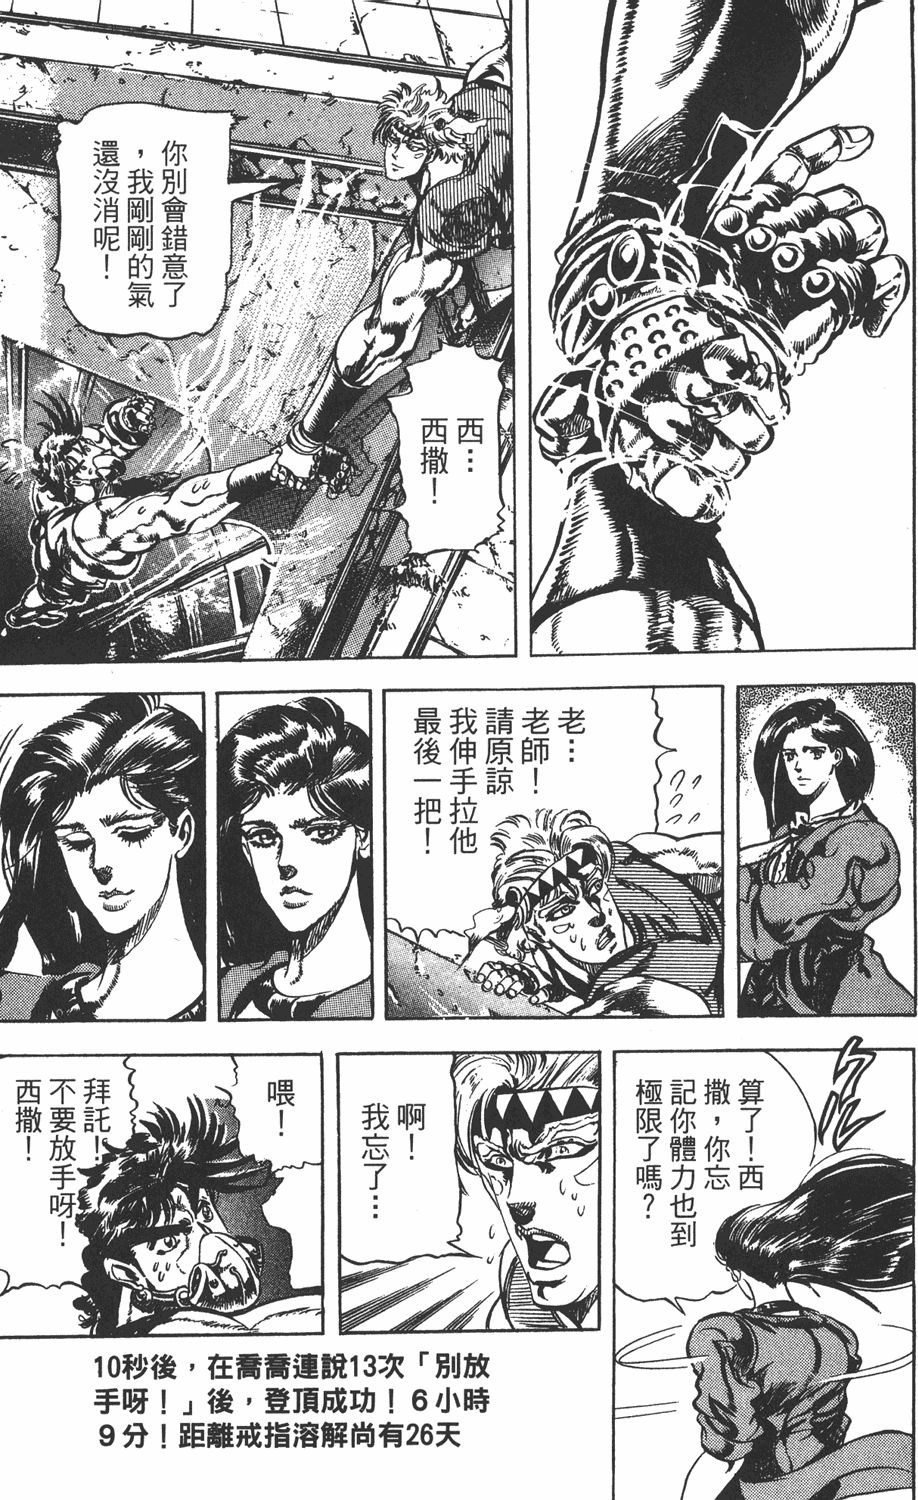 你別會錯意了
，我剛剛的氣
還沒消呢！
西…
西撒！
老…
老師！
請原諒
我伸手拉他
最後一把！
算了！西
撒，你忘
記你體力也到
極限了嗎？
啊！
我忘了…
喂！
拜託！
不要放手呀！
西撒！
10秒後，在喬喬連說13次「別放
手呀！」後，登頂成功！６小時
９分！距離戒指溶解尚有26天